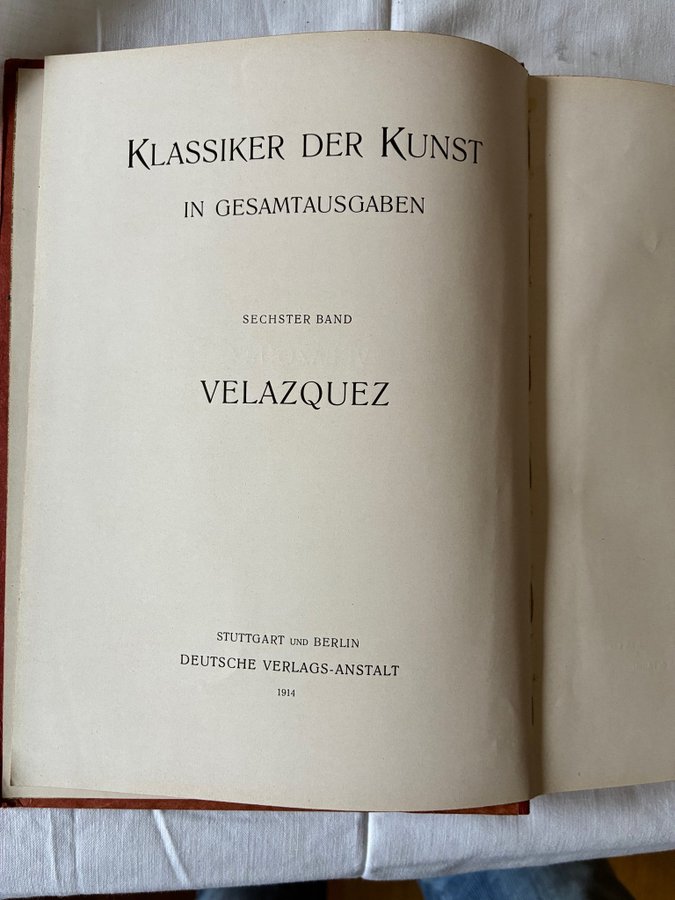 KLASSIKER DER KUNST
IN GESAMTAUSGABEN
SECHSTER BAND
VELAZQUEZ
STUTTGART UND BERLIN
DEUTSCHE VERLAGS-ANSTALT
1914